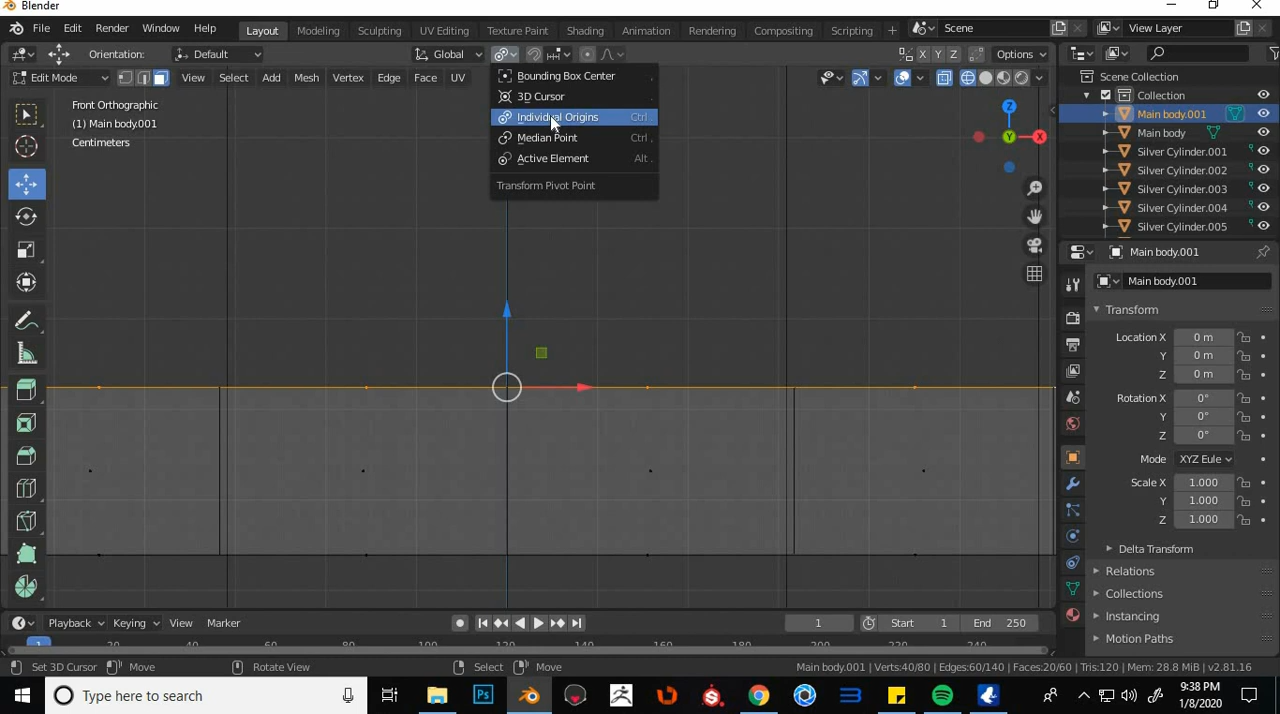 Blender
File Edit Render Window Help Layout Modeling Sculpting UV Editing Texture Paint Shading Animation Rendering Compositing Scripting + Scene View Layer
Orientation: Default Global X Y Z Options
Edit Mode View Select Add Mesh Vertex Edge Face UV
Bounding Box Center .
3D Cursor .
Individual Origins Ctrl .
Median Point Ctrl .
Active Element Alt .
Transform Pivot Point
Front Orthographic
(1) Main body.001
Centimeters
Z
Y X
Scene Collection
Collection
Main body.001
Main body
Silver Cylinder.001
Silver Cylinder.002
Silver Cylinder.003
Silver Cylinder.004
Silver Cylinder.005
Main body.001
Main body.001
Transform
Location X 0 m
Y 0 m
Z 0 m
Rotation X 0°
Y 0°
Z 0°
Mode XYZ Eule
Scale X 1.000
Y 1.000
Z 1.000
Delta Transform
Relations
Collections
Instancing
Motion Paths
Playback Keying View Marker 1 Start 1 End 250
1 20 40 60 80 100 120 140 160 180 200 220 240
Set 3D Cursor Move Rotate View Select Move Main body.001 | Verts:40/80 | Edges:60/140 | Faces:20/60 | Tris:120 | Mem: 28.8 MiB | v2.81.16
Type here to search
9:38 PM
1/8/2020